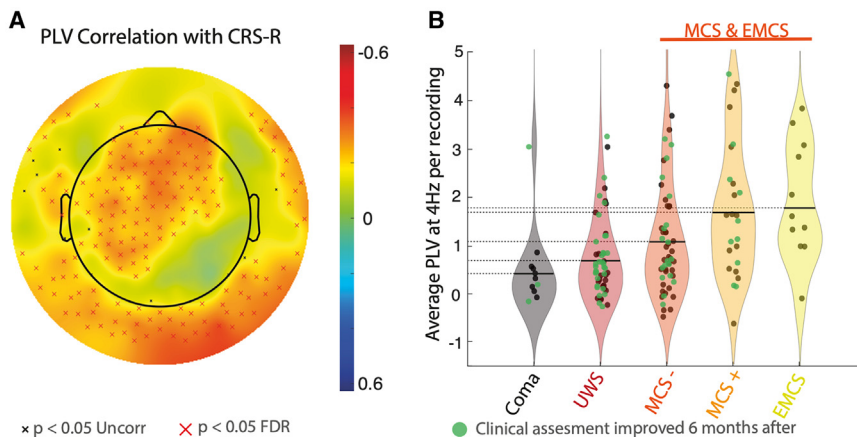 A
PLV Correlation with CRS-R
-0.6
0
0.6
× p < 0.05 Uncorr
× p < 0.05 FDR
B
MCS & EMCS
Average PLV at 4Hz per recording
5
4
3
2
1
0
-1
Coma
UWS
MCS -
MCS +
EMCS
Clinical assesment improved 6 months after